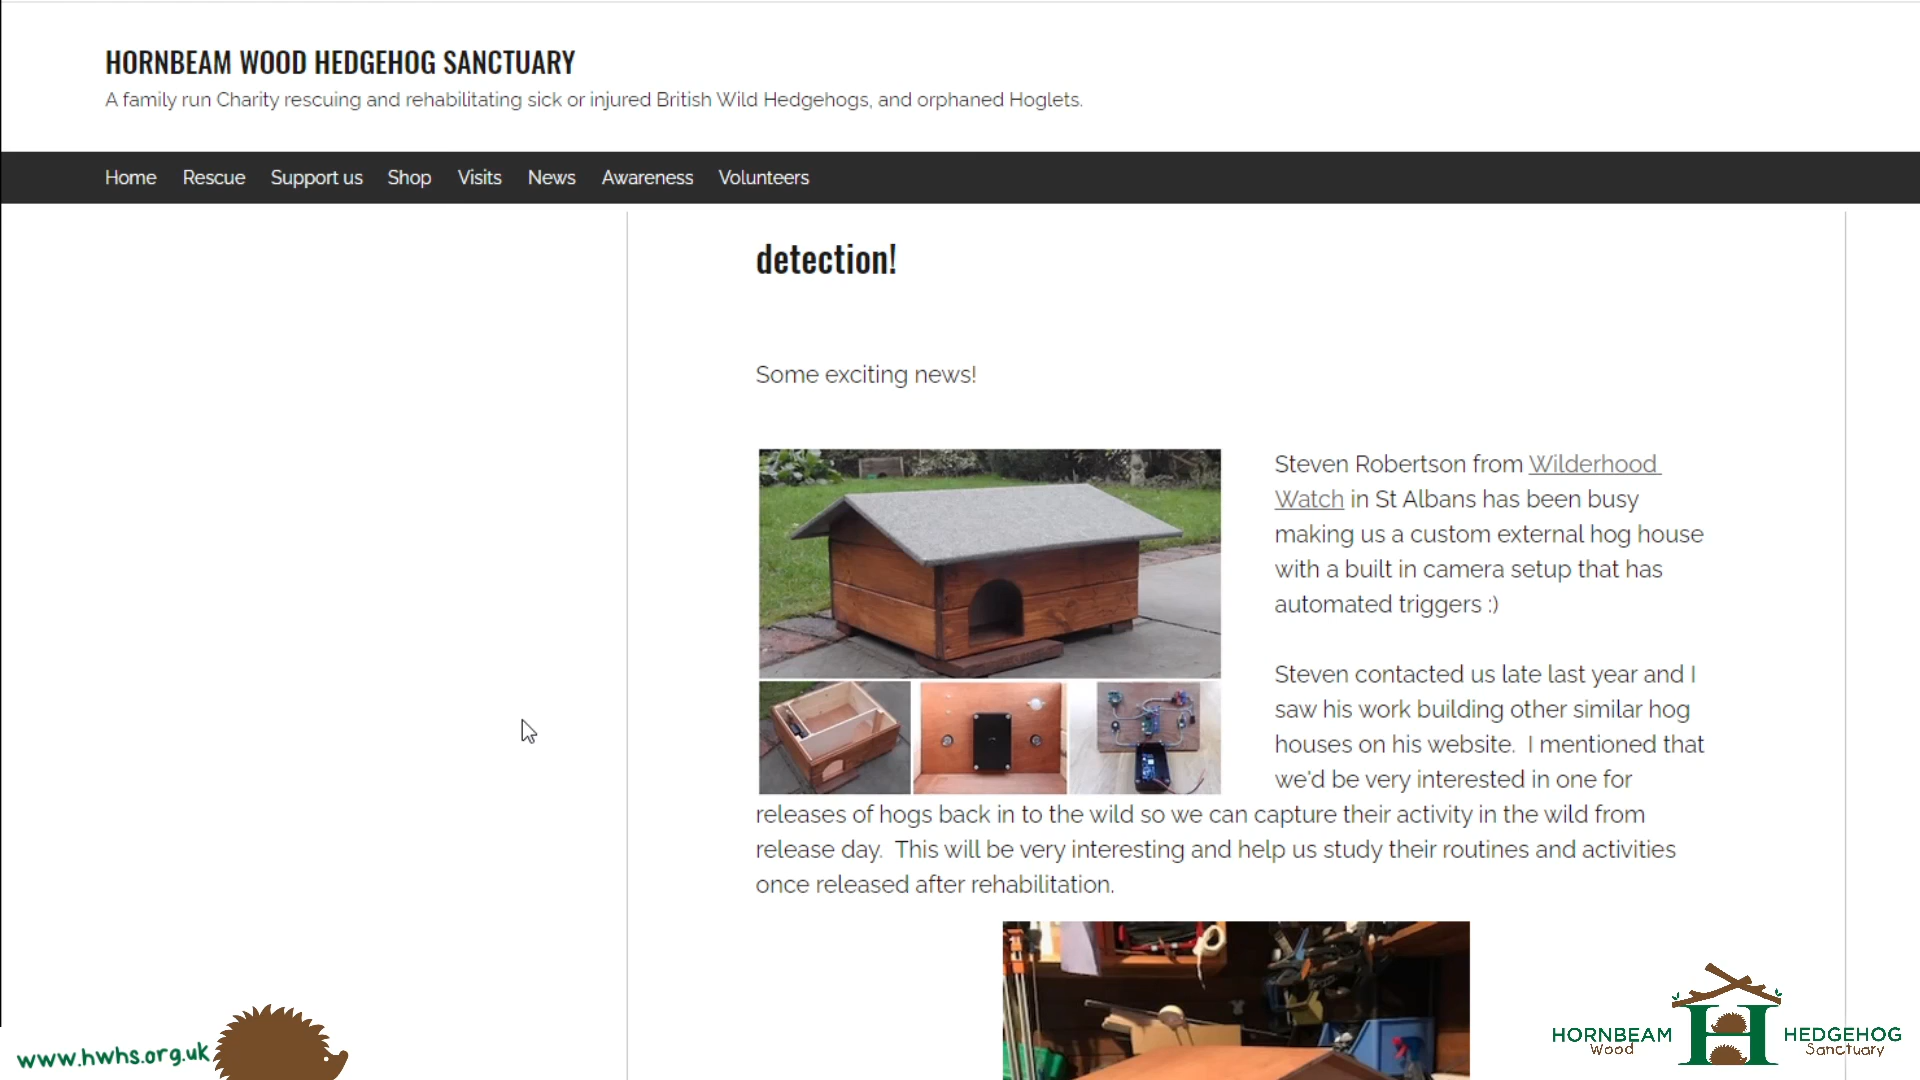 HORNBEAM WOOD HEDGEHOG SANCTUARY
A family run Charity rescuing and rehabilitating sick or injured British Wild Hedgehogs, and orphaned Hoglets.
Home Rescue Support us Shop Visits News Awareness Volunteers
detection!
Some exciting news!
Steven Robertson from Wilderhood
Watch in St Albans has been busy
making us a custom external hog house
with a built in camera setup that has
automated triggers :)
Steven contacted us late last year and I
saw his work building other similar hog
houses on his website. I mentioned that
we'd be very interested in one for
releases of hogs back in to the wild so we can capture their activity in the wild from
release day. This will be very interesting and help us study their routines and activities
once released after rehabilitation.
www.hwhs.org.uk
HORNBEAM
Wood
H
HEDGEHOG
Sanctuary